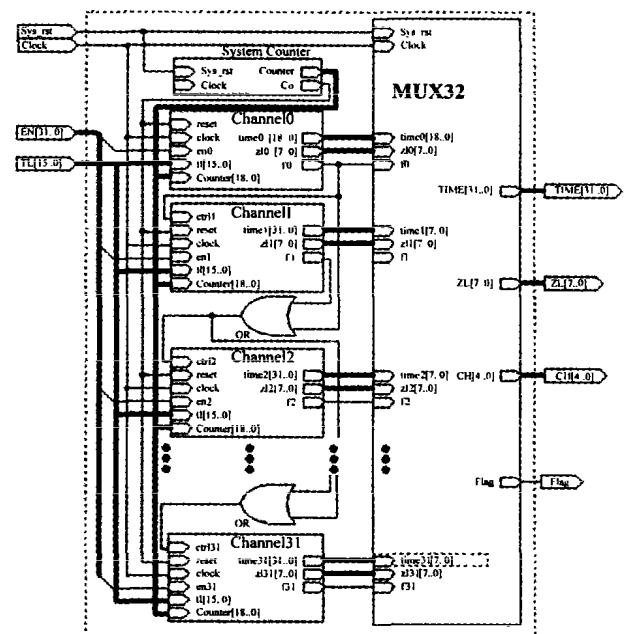 Sys_rst
Clock
EN[31..0]
TL[15..0]
System Counter
Sys_rst Counter
Clock Co
Channel0
reset
clock time0 [18..0]
en0 zl0 [7..0]
tl[15..0] f0
Counter[18..0]
Channel1
ctrl1
reset time1[31..0]
clock zl1[7..0]
en1 f1
tl[15..0]
Counter[18..0]
OR
Channel2
ctrl2
reset time2[31..0]
clock zl2[7..0]
en2 f2
tl[15..0]
Counter[18..0]
OR
Channel31
ctrl31
reset time31[31..0]
clock zl31[7..0]
en31 f31
tl[15..0]
Counter[18..0]
MUX32
Sys_rst
Clock
time0[18..0]
zl0[7..0]
f0
time1[7..0]
zl1[7..0]
f1
time2[7..0]
zl2[7..0]
f2
time31[7..0]
zl31[7..0]
f31
TIME[31..0] TIME[31..0]
ZL[7..0] ZL[7..0]
CH[4..0] CH[4..0]
Flag Flag